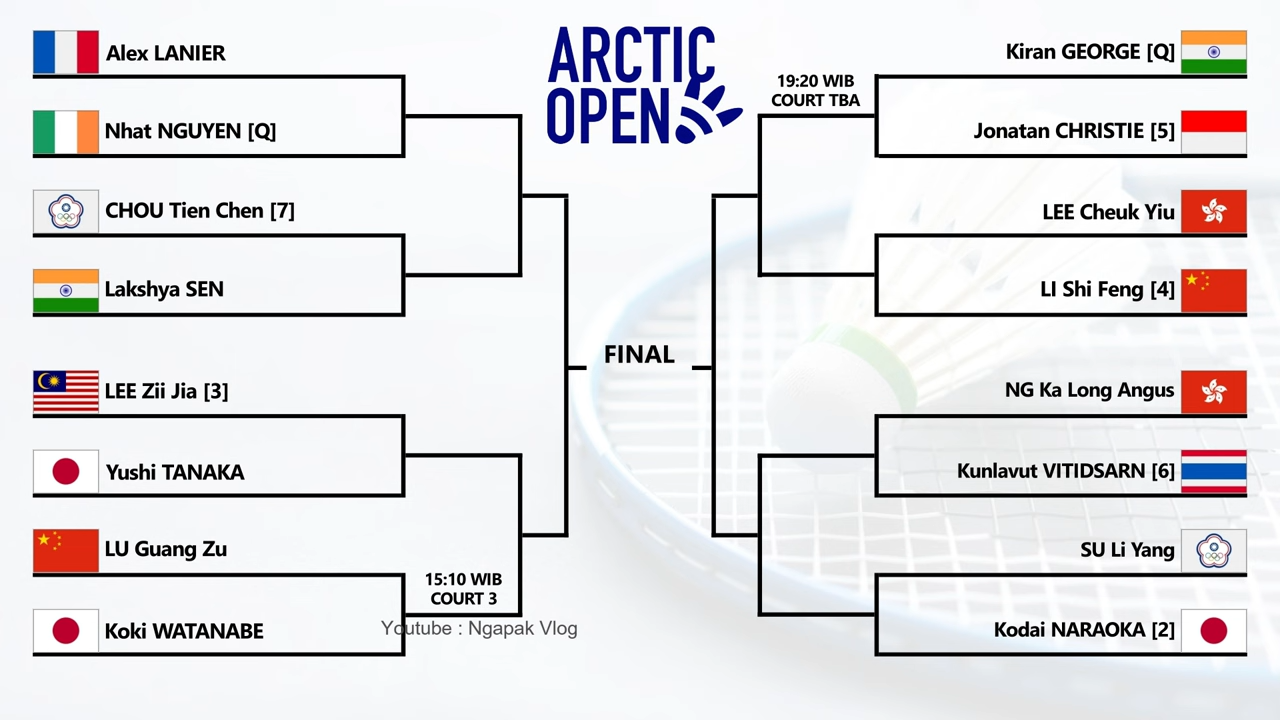 Alex LANIER
Nhat NGUYEN [Q]
CHOU Tien Chen [7]
Lakshya SEN
LEE Zii Jia [3]
Yushi TANAKA
LU Guang Zu
Koki WATANABE
15:10 WIB
COURT 3
Youtube : Ngapak Vlog
ARCTIC
OPEN
FINAL
19:20 WIB
COURT TBA
Kiran GEORGE [Q]
Jonatan CHRISTIE [5]
LEE Cheuk Yiu
LI Shi Feng [4]
NG Ka Long Angus
Kunlavut VITIDSARN [6]
SU Li Yang
Kodai NARAOKA [2]